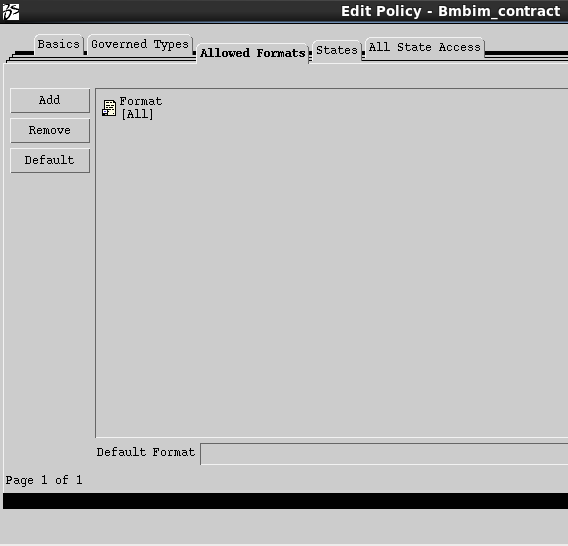 Edit Policy - Bmbim_contract
Basics
Governed Types
Allowed Formats
States
All State Access
Add
Remove
Default
Format
[All]
Default Format
Page 1 of 1